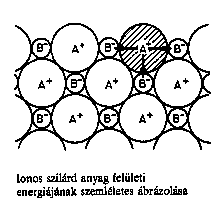 B⁻ A⁺ B⁻ A⁺ B⁻
A⁺ B⁻ A⁺ B⁻ A⁺
B⁻ A⁺ B⁻ A⁺ B⁻
Ionos szilárd anyag felületi
energiájának szemléletes ábrázolása